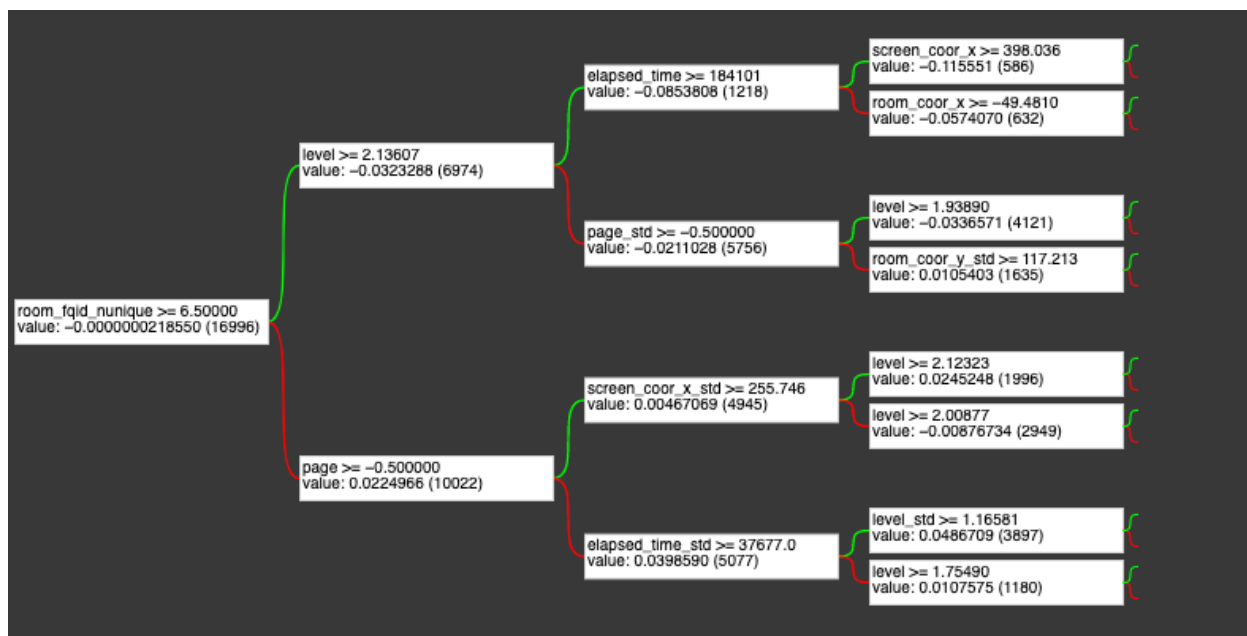 screen_coor_x >= 398.036
value: −0.115551 (586)
elapsed_time >= 184101
value: −0.0853808 (1218)
room_coor_x >= −49.4810
value: −0.0574070 (632)
level >= 2.13607
value: −0.0323288 (6974)
level >= 1.93890
value: −0.0336571 (4121)
page_std >= −0.500000
value: −0.0211028 (5756)
room_coor_y_std >= 117.213
value: 0.0105403 (1635)
room_fqid_nunique >= 6.50000
value: −0.0000000218550 (16996)
level >= 2.12323
value: 0.0245248 (1996)
screen_coor_x_std >= 255.746
value: 0.00467069 (4945)
level >= 2.00877
value: −0.00876734 (2949)
page >= −0.500000
value: 0.0224966 (10022)
level_std >= 1.16581
value: 0.0486709 (3897)
elapsed_time_std >= 37677.0
value: 0.0398590 (5077)
level >= 1.75490
value: 0.0107575 (1180)